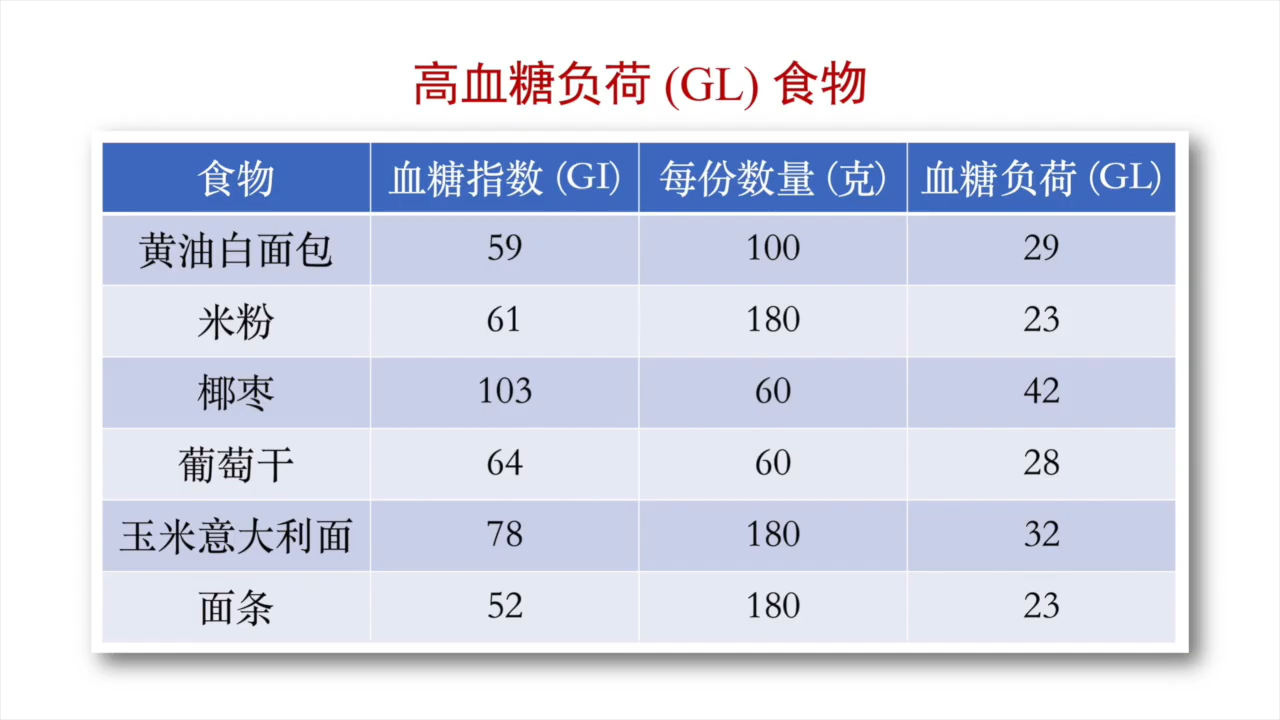 高血糖负荷 (GL) 食物
食物 血糖指数 (GI) 每份数量 (克) 血糖负荷 (GL)
黄油白面包 59 100 29
米粉 61 180 23
椰枣 103 60 42
葡萄干 64 60 28
玉米意大利面 78 180 32
面条 52 180 23